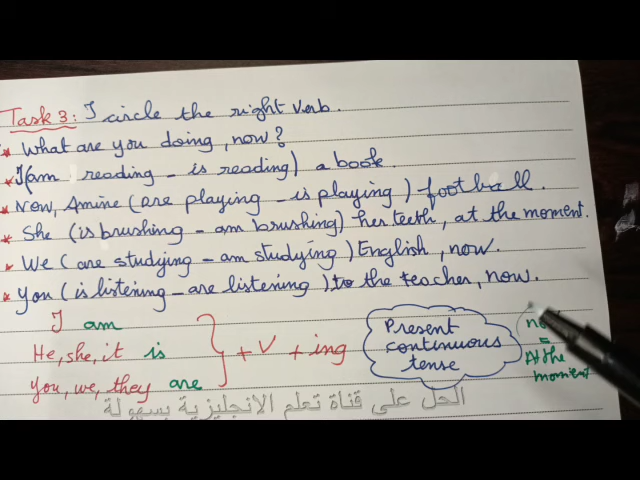 Task 3: I circle the right verb.
* What are you doing, now?
* I (am reading - is reading) a book.
* Now, Amine (are playing - is playing) football.
* She (is brushing - am brushing) her teeth, at the moment.
* We (are studying - am studying) English, now.
* You (is listening - are listening) to the teacher, now.
I am
He, she, it is
You, we, they are
+ V + ing
Present
continuous
tense
now
=
At the
moment
الحل على قناة تعلم الانجليزية بسهولة